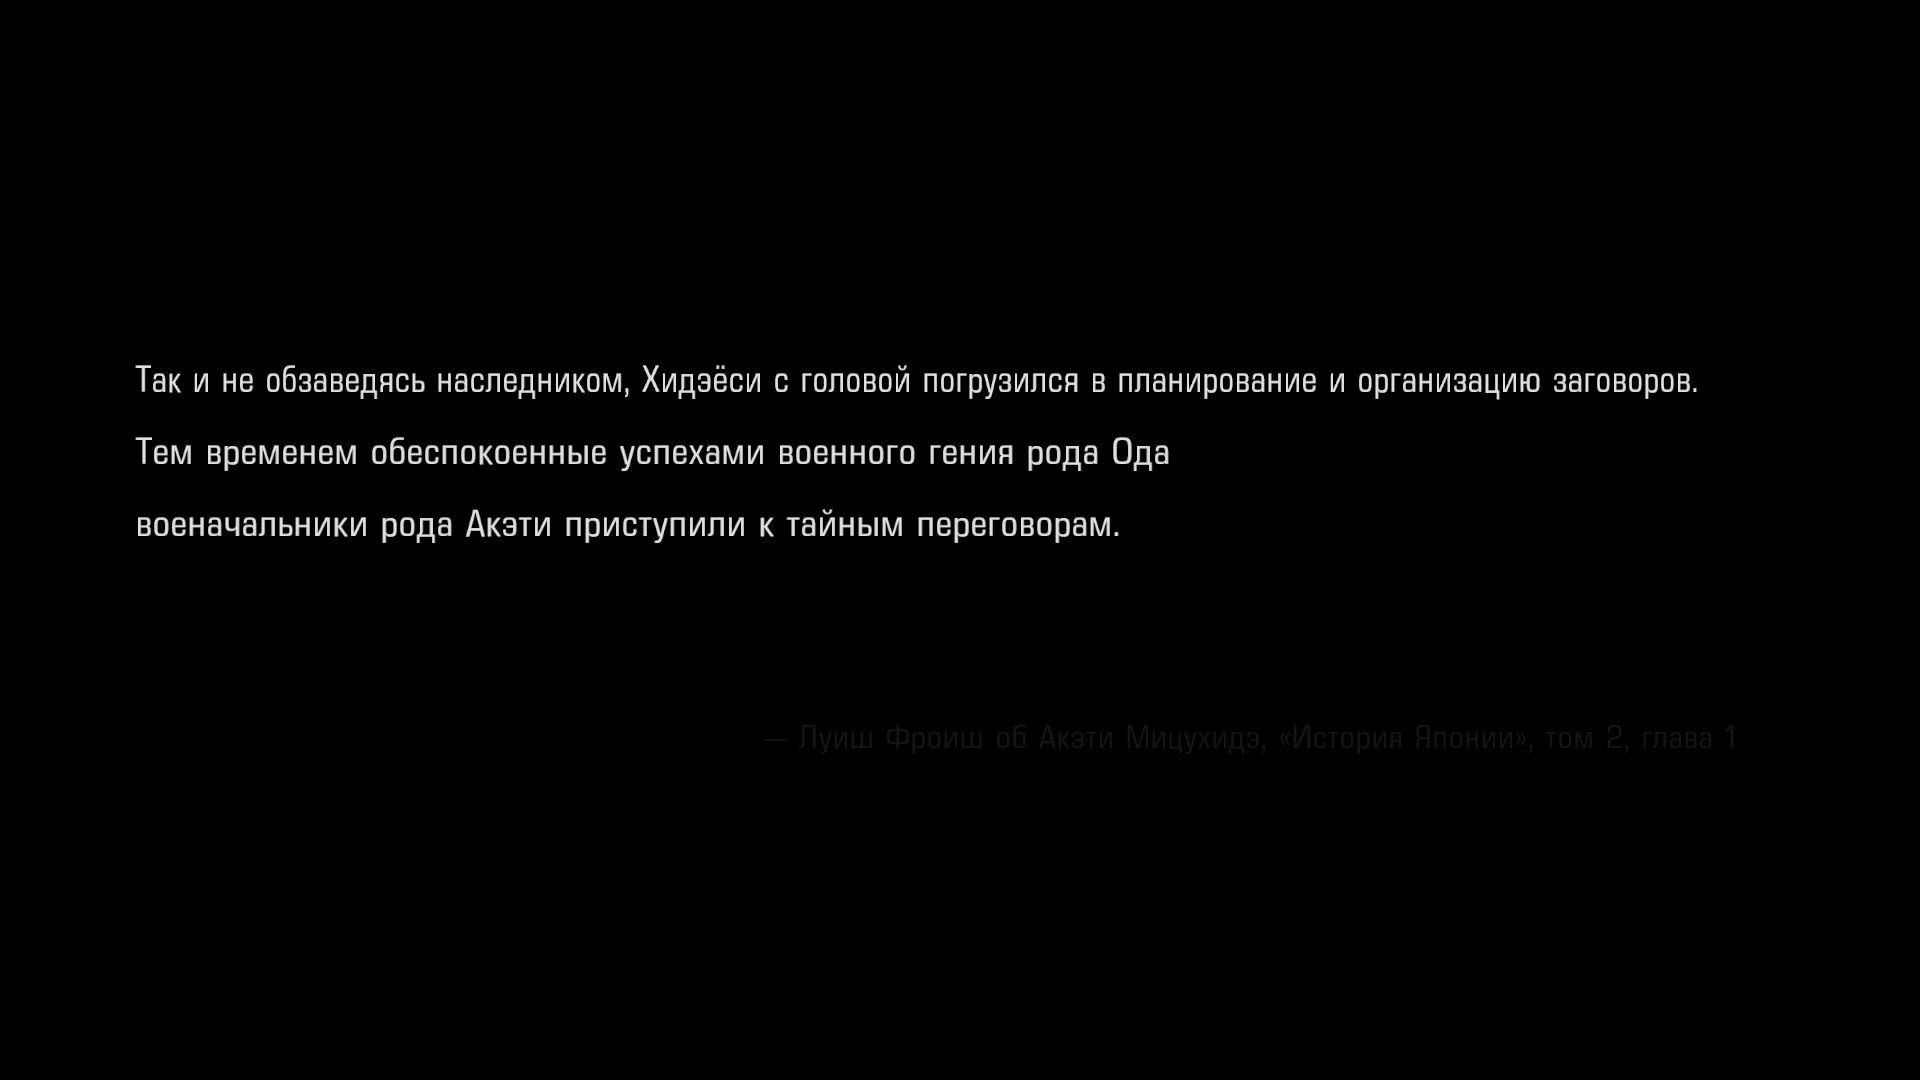 Так и не обзаведясь наследником, Хидэёси с головой погрузился в планирование и организацию заговоров.
Тем временем обеспокоенные успехами военного гения рода Ода
военачальники рода Акэти приступили к тайным переговорам.
— Луиш Фроиш об Акэти Мицухидэ, «История Японии», том 2, глава 1